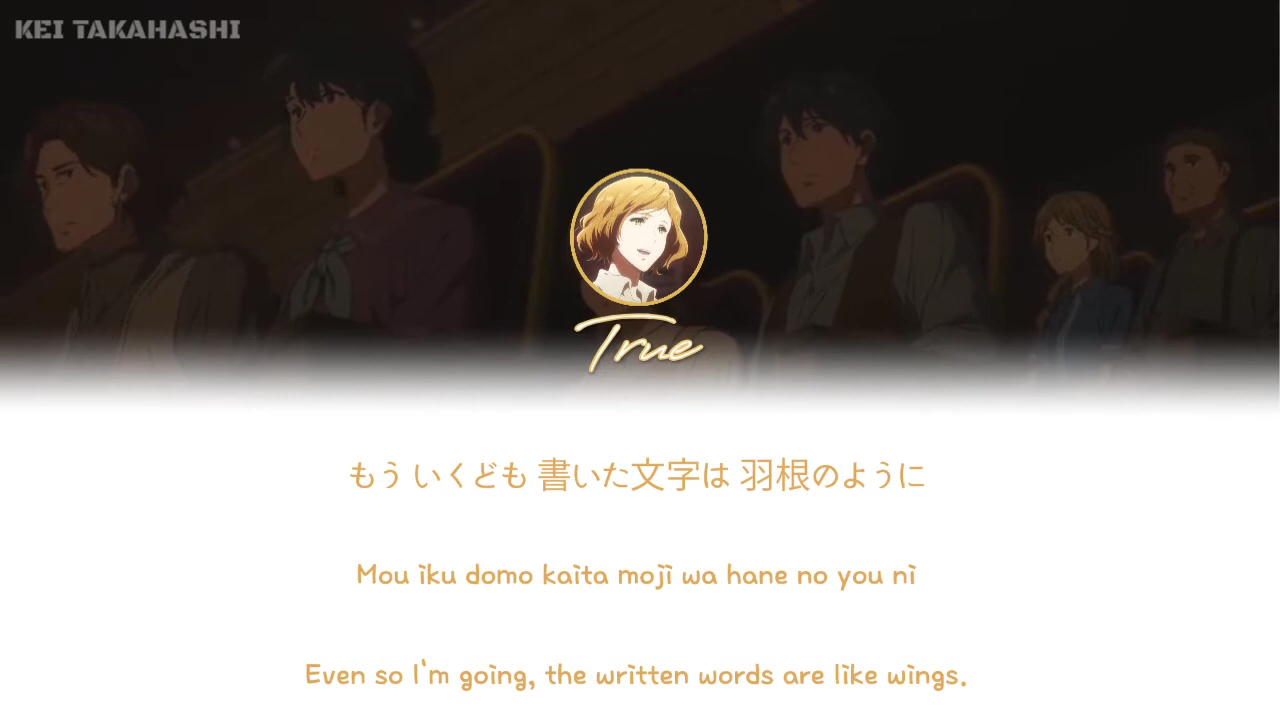 KEI TAKAHASHI
True
もう いくども 書いた文字は 羽根のように
Mou iku domo kaita moji wa hane no you ni
Even so I'm going, the written words are like wings.